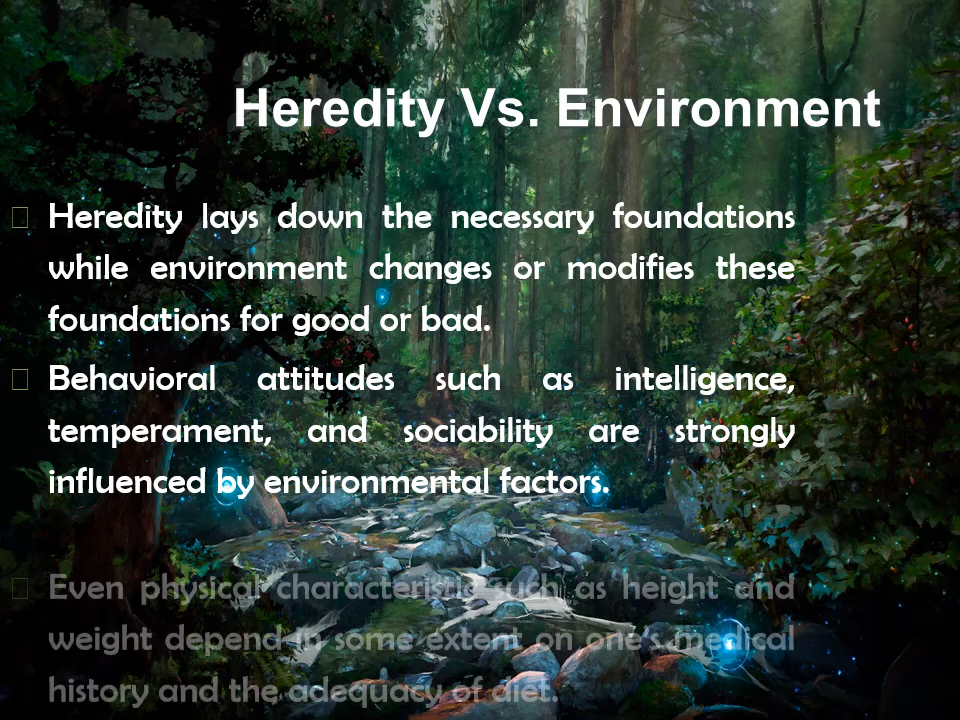 Heredity Vs. Environment
Heredity lays down the necessary foundations
while environment changes or modifies these
foundations for good or bad.
Behavioral attitudes such as intelligence,
temperament, and sociability are strongly
influenced by environmental factors.
Even physical characteristic such as height and
weight depend in some extent on one's medical
history and the adequacy of diet.